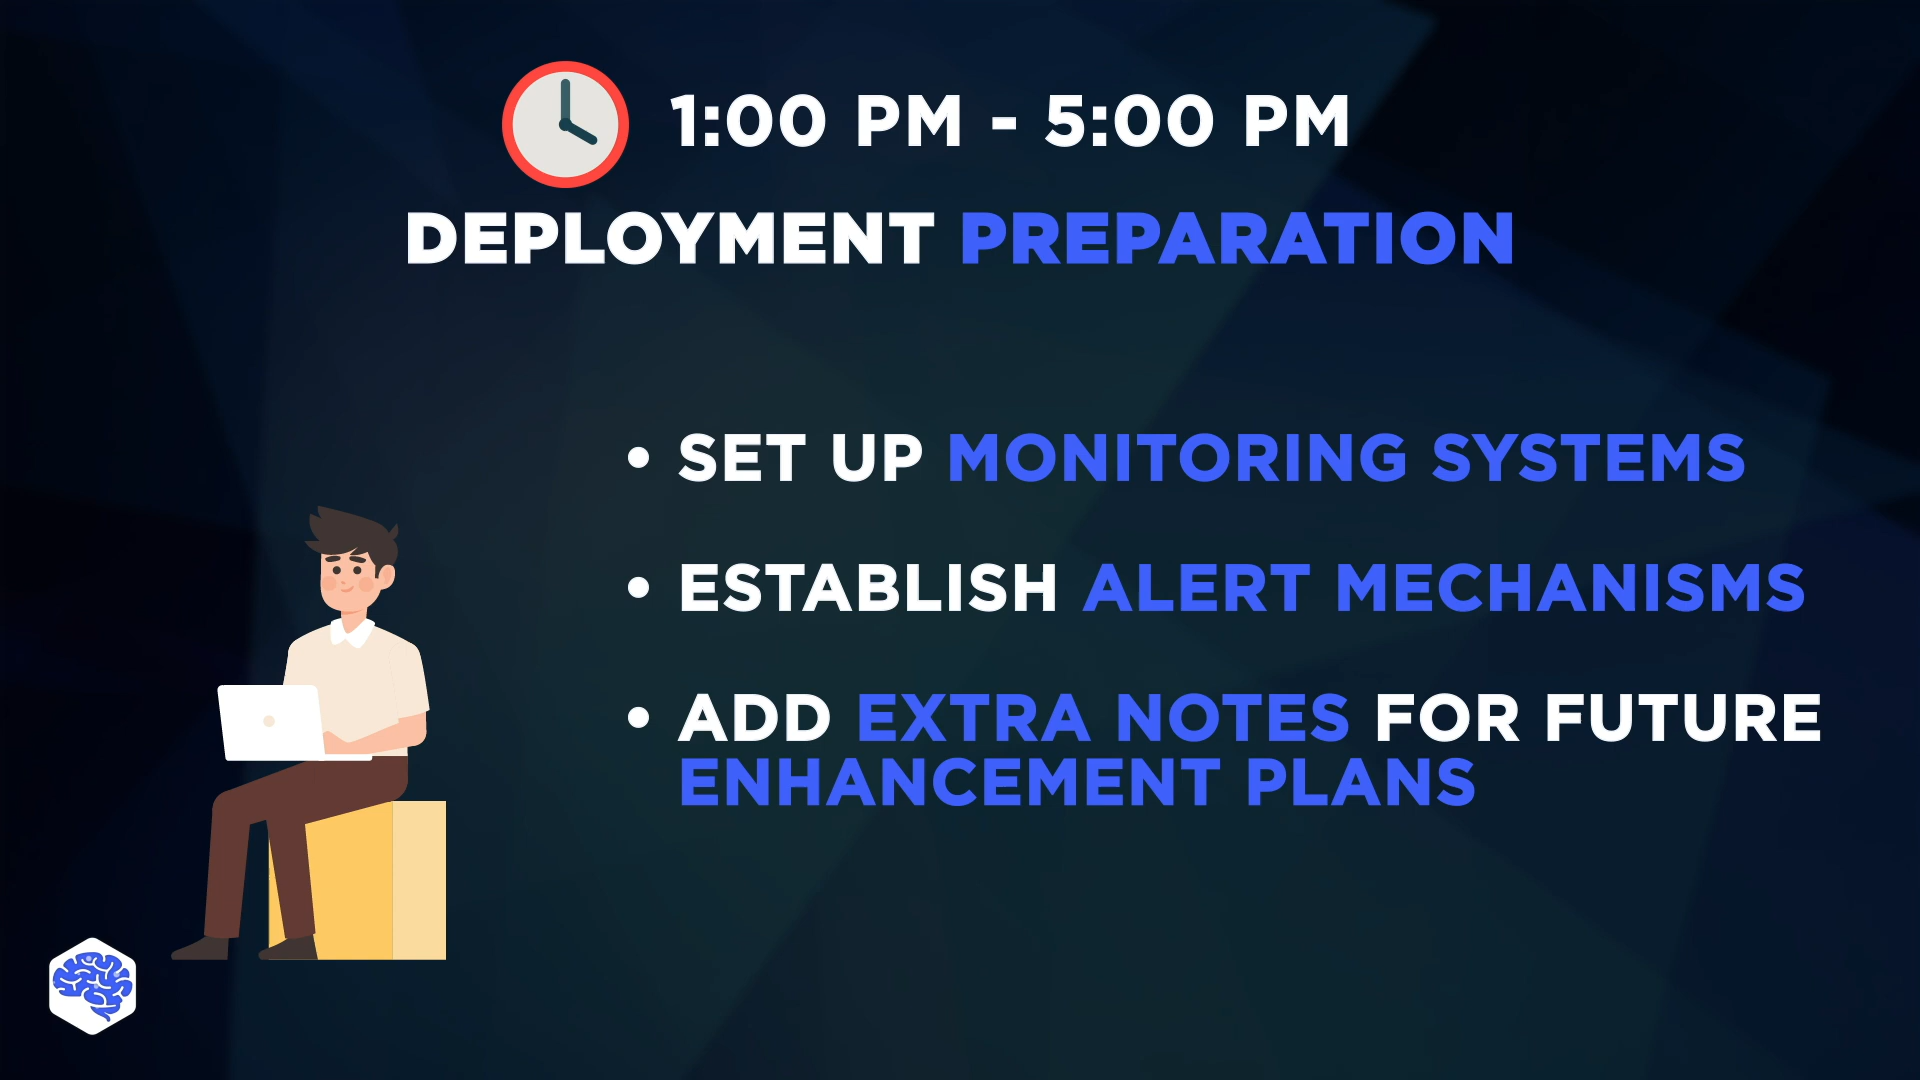 1:00 PM - 5:00 PM
DEPLOYMENT PREPARATION
• SET UP MONITORING SYSTEMS
• ESTABLISH ALERT MECHANISMS
• ADD EXTRA NOTES FOR FUTURE
ENHANCEMENT PLANS